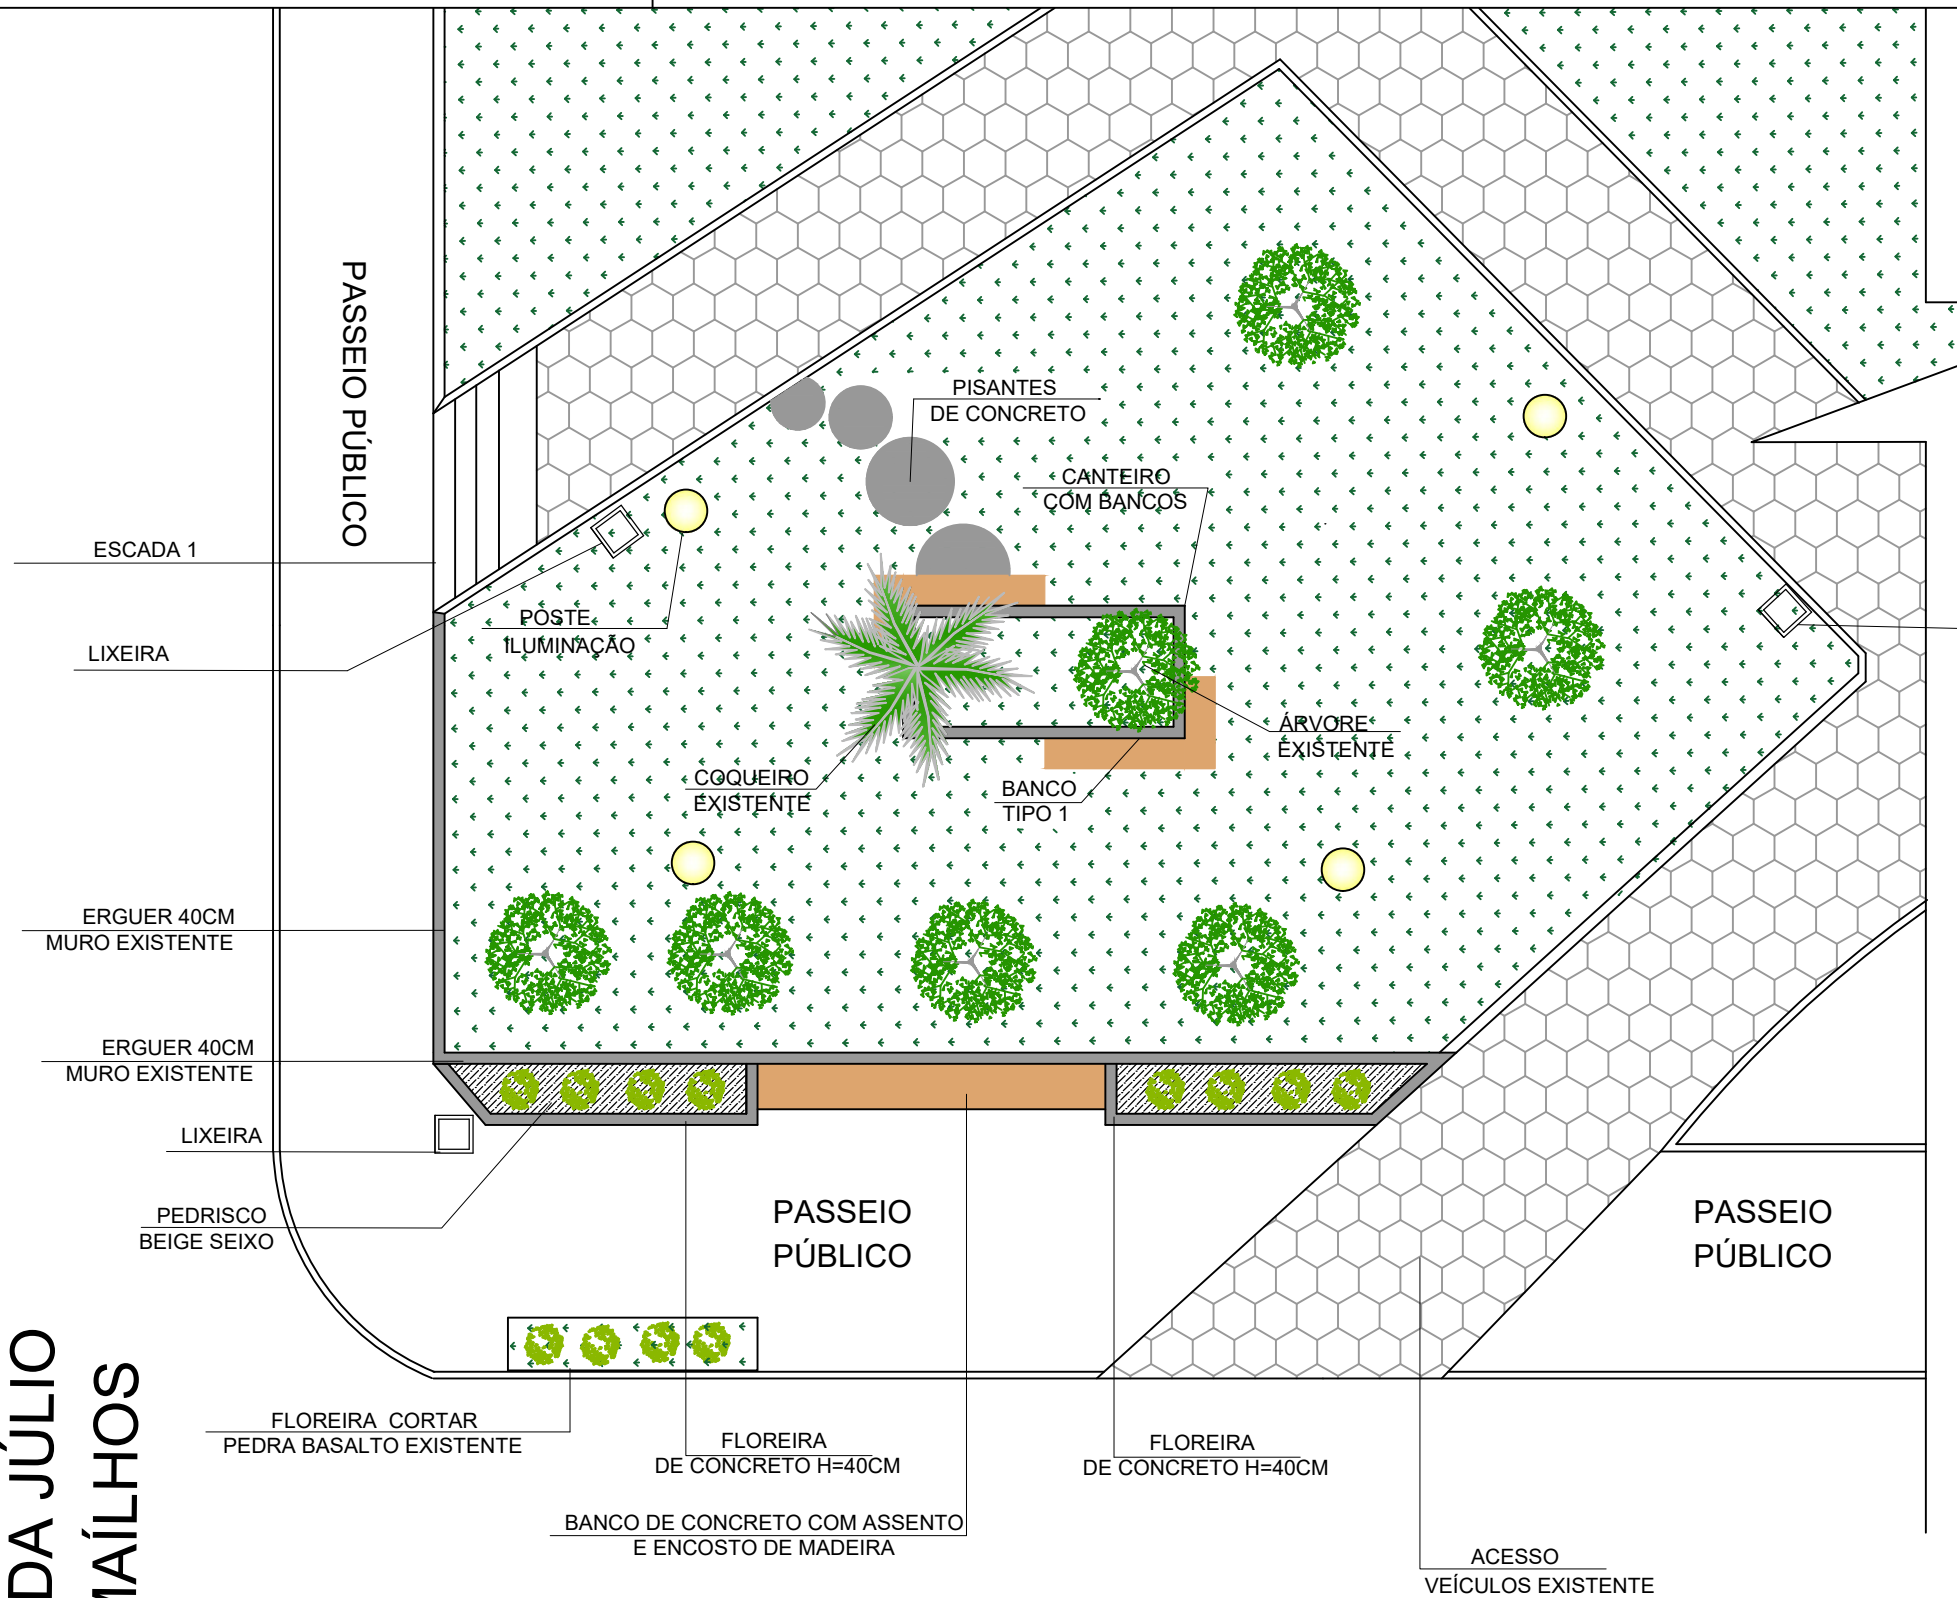 PASSEIO PÚBLICO
PISANTES
DE CONCRETO
CANTEIRO
COM BANCOS
ESCADA 1
POSTE
ILUMINAÇÃO
LIXEIRA
ÁRVORE
EXISTENTE
COQUEIRO
EXISTENTE
BANCO
TIPO 1
ERGUER 40CM
MURO EXISTENTE
ERGUER 40CM
MURO EXISTENTE
LIXEIRA
PEDRISCO
BEIGE SEIXO
PASSEIO
PÚBLICO
PASSEIO
PÚBLICO
DA JÚLIO
MAÍLHOS
FLOREIRA CORTAR
PEDRA BASALTO EXISTENTE
FLOREIRA
DE CONCRETO H=40CM
FLOREIRA
DE CONCRETO H=40CM
BANCO DE CONCRETO COM ASSENTO
E ENCOSTO DE MADEIRA
ACESSO
VEÍCULOS EXISTENTE